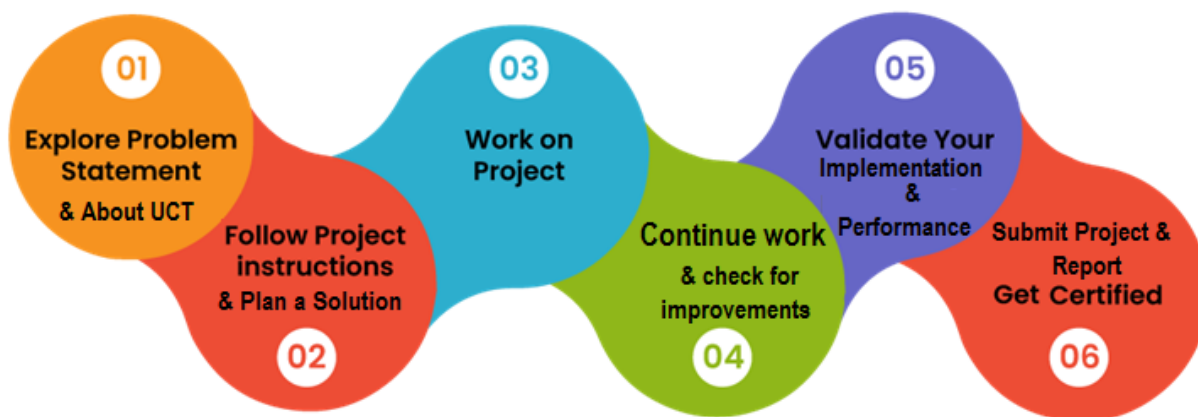 01
Explore Problem
Statement
& About UCT
Follow Project
instructions
& Plan a Solution
02
03
Work on
Project
Continue work
& check for
improvements
04
05
Validate Your
Implementation
&
Performance
Submit Project &
Report
Get Certified
06